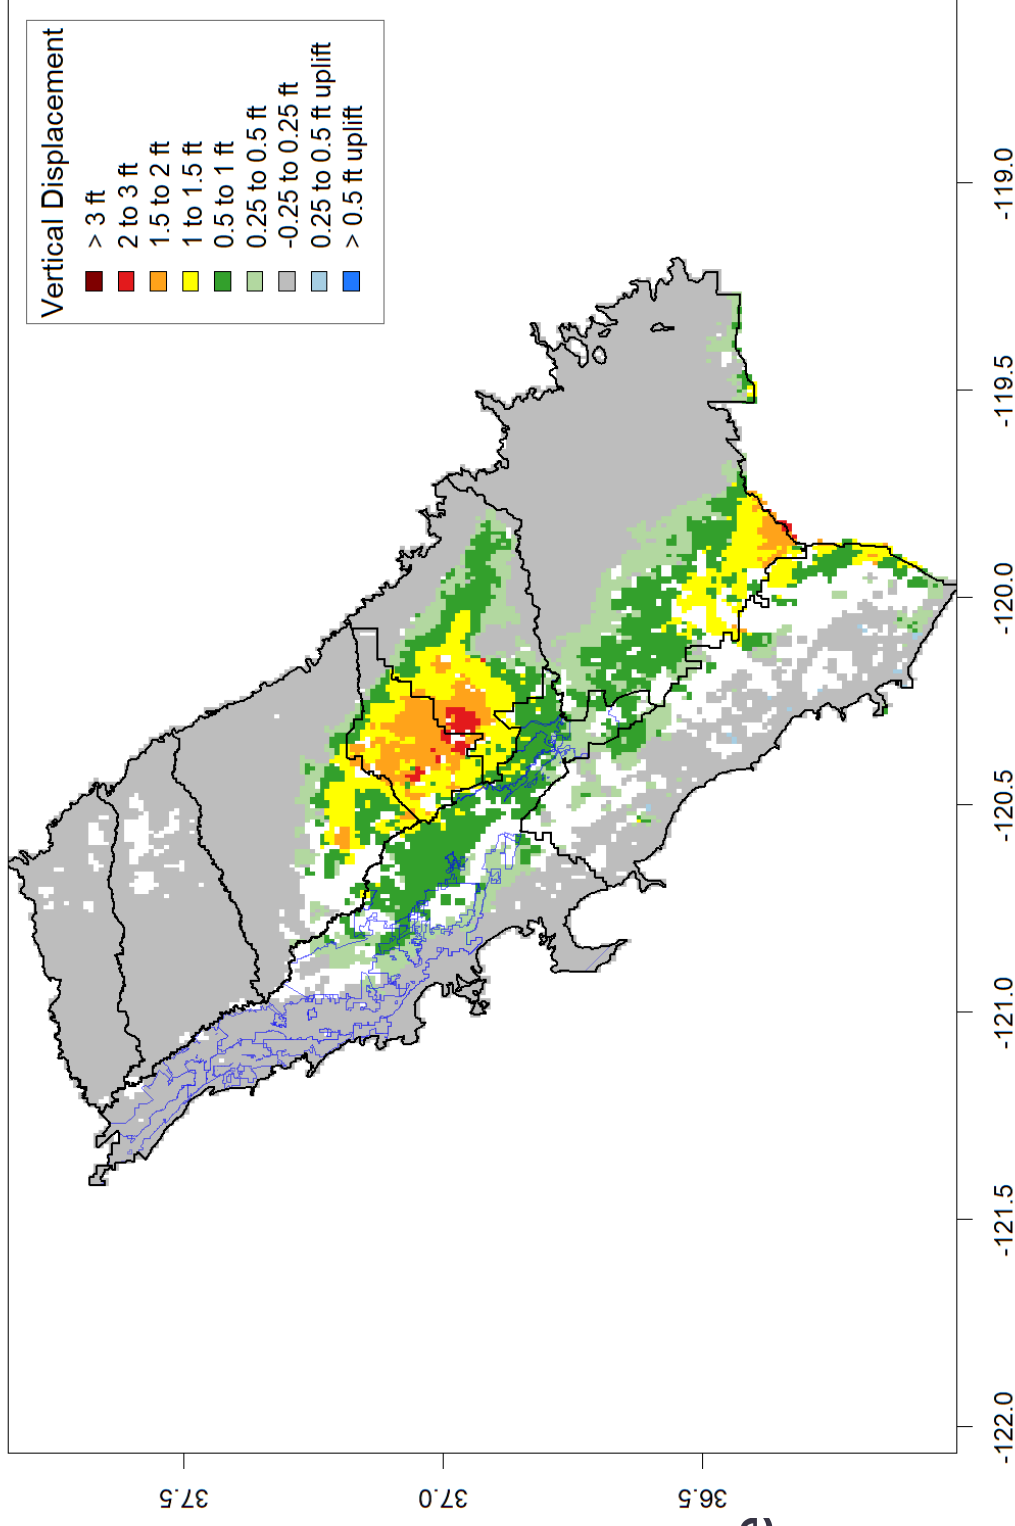 Vertical Displacement
> 3 ft
2 to 3 ft
1.5 to 2 ft
1 to 1.5 ft
0.5 to 1 ft
0.25 to 0.5 ft
-0.25 to 0.25 ft
0.25 to 0.5 ft uplift
> 0.5 ft uplift
37.5
37.0
36.5
-122.0
-121.5
-121.0
-120.5
-120.0
-119.5
-119.0